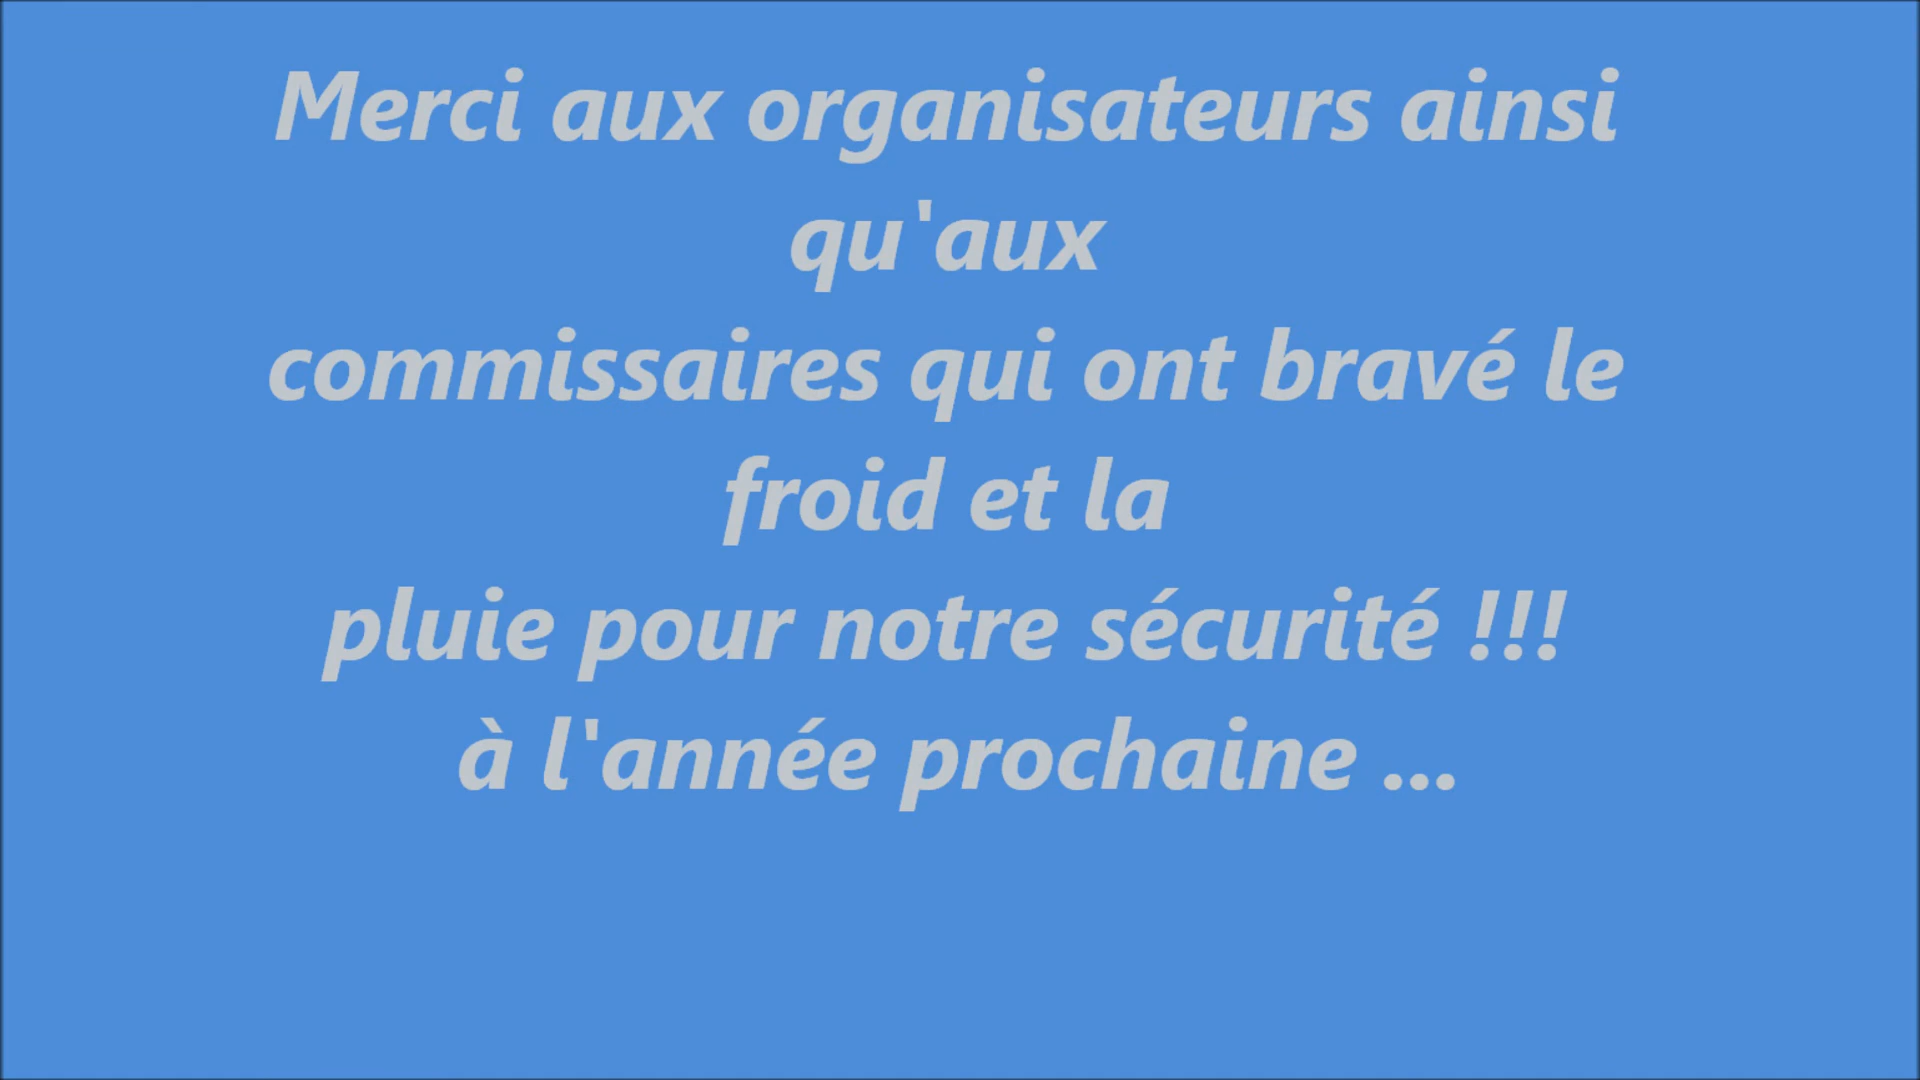 Merci aux organisateurs ainsi
qu'aux
commissaires qui ont bravé le
froid et la
pluie pour notre sécurité !!!
à l'année prochaine ...